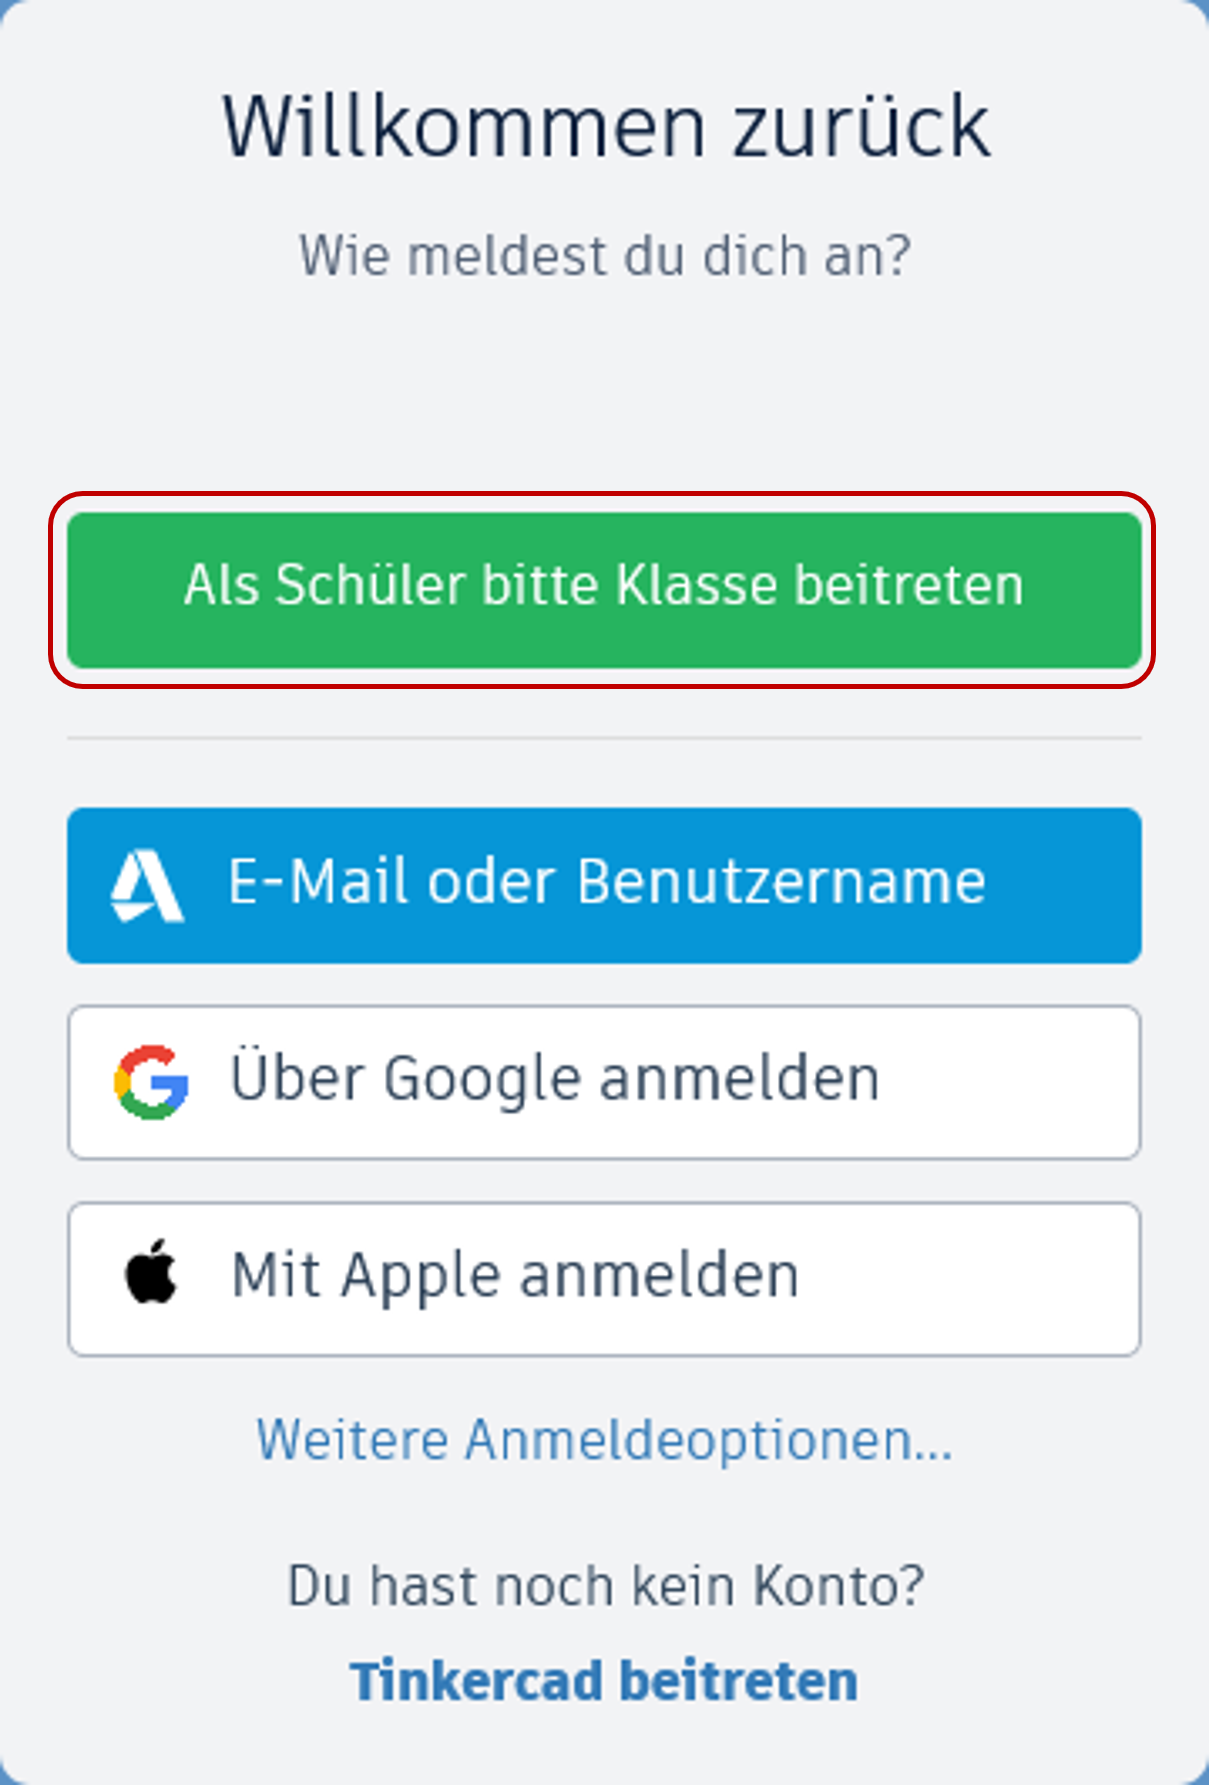 Willkommen zurück
Wie meldest du dich an?
Als Schüler bitte Klasse beitreten
E-Mail oder Benutzername
Über Google anmelden
Mit Apple anmelden
Weitere Anmeldeoptionen...
Du hast noch kein Konto?
Tinkercad beitreten